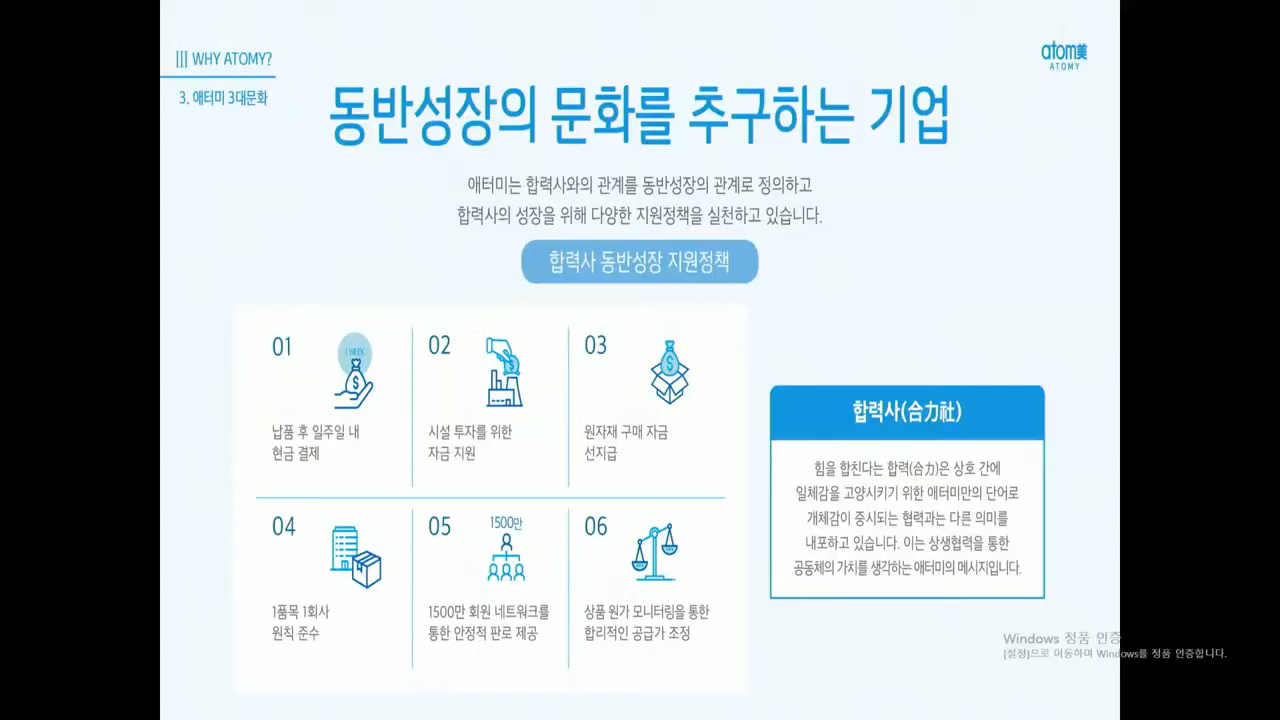 ||| WHY ATOMY?
atom美
ATOMY
3. 애터미 3대문화
동반성장의 문화를 추구하는 기업
애터미는 합력사와의 관계를 동반성장의 관계로 정의하고
합력사의 성장을 위해 다양한 지원정책을 실천하고 있습니다.
합력사 동반성장 지원정책
01
1 WEEK
납품 후 일주일 내
현금 결제
02
시설 투자를 위한
자금 지원
03
원자재 구매 자금
선지급
04
1품목 1회사
원칙 준수
05
1500만
1500만 회원 네트워크를
통한 안정적 판로 제공
06
상품 원가 모니터링을 통한
합리적인 공급가 조정
합력사(合力社)
힘을 합친다는 합력(合力)은 상호 간에
일체감을 고양시키기 위한 애터미만의 단어로
개체감이 중시되는 협력과는 다른 의미를
내포하고 있습니다. 이는 상생협력을 통한
공동체의 가치를 생각하는 애터미의 메시지입니다.
Windows 정품 인증
[설정]으로 이동하여 Windows를 정품 인증합니다.